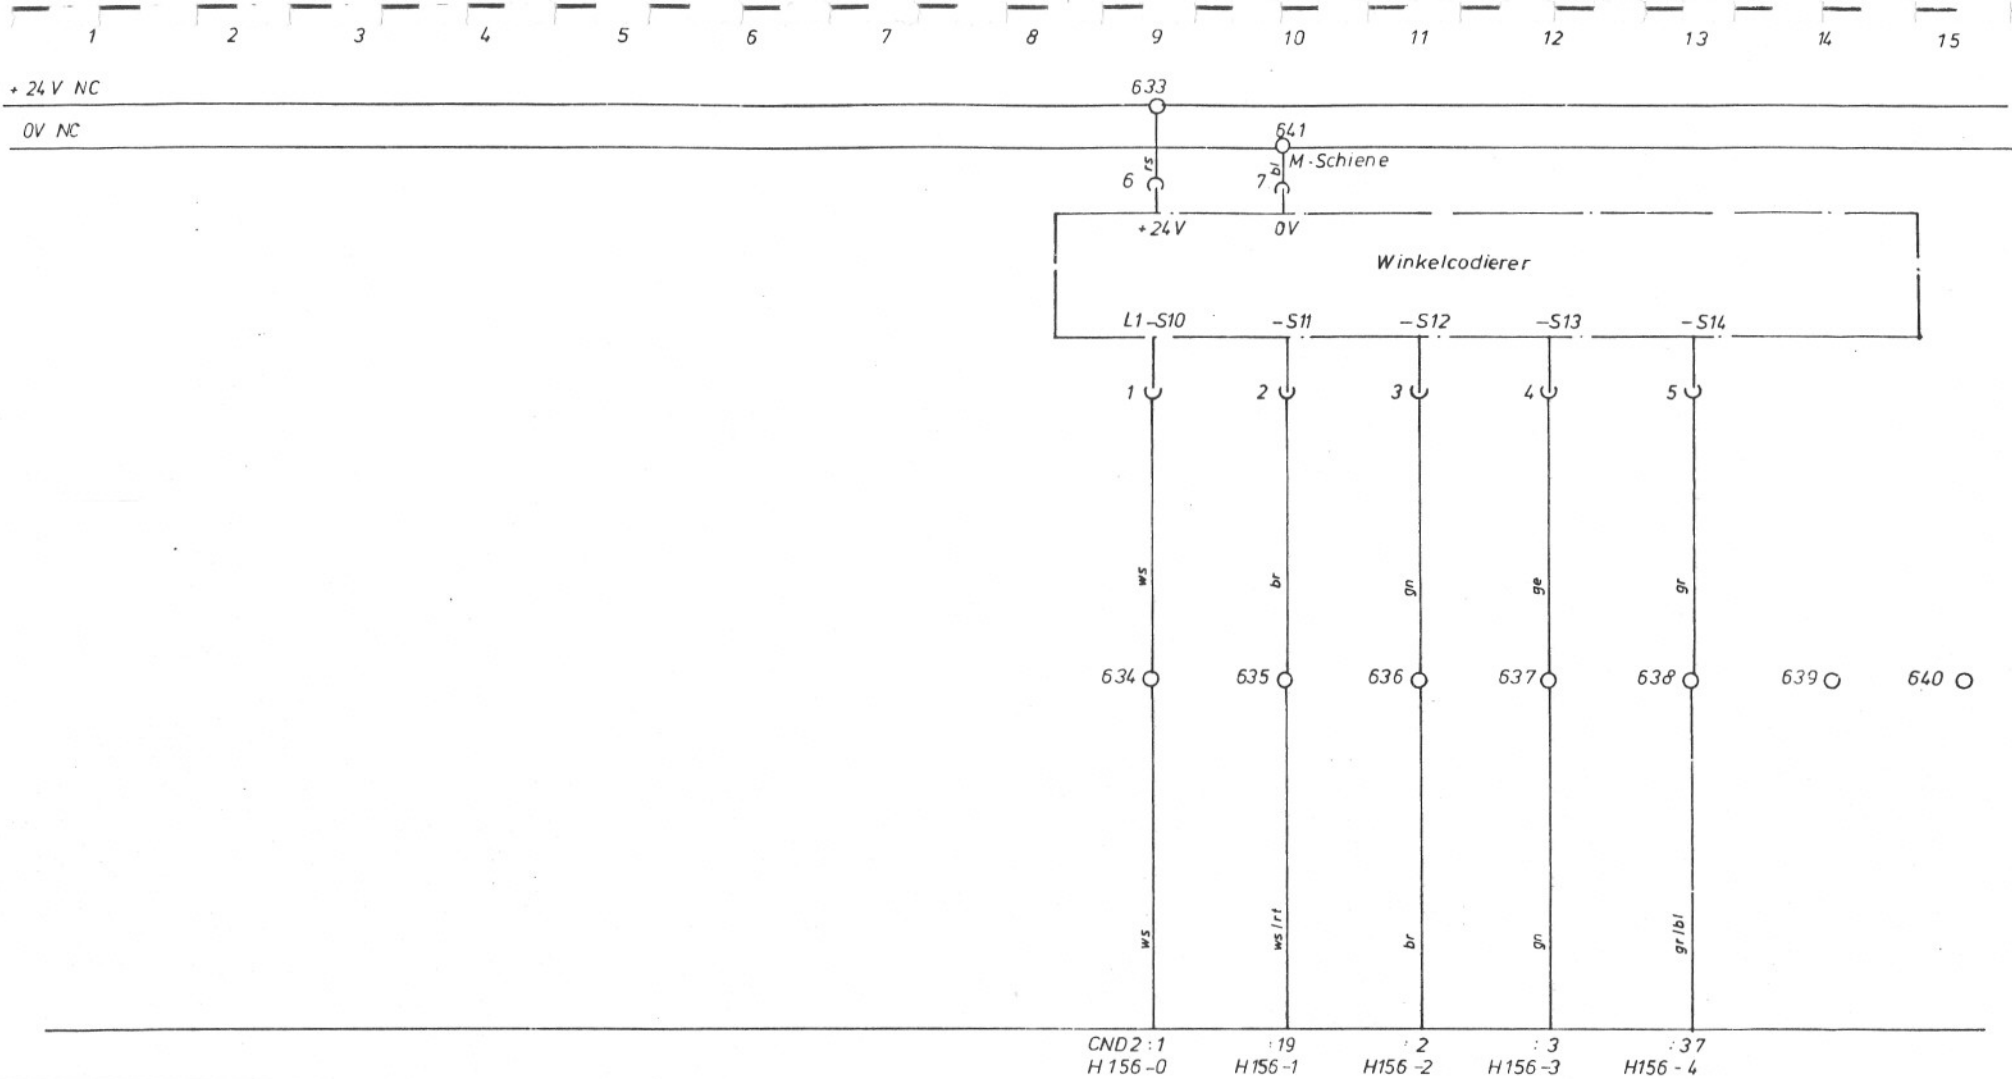 1 2 3 4 5 6 7 8 9 10 11 12 13 14 15
+ 24V NC
633
0V NC
641
M-Schiene
rs
bl
6
7
+24V
0V
Winkelcodierer
L1-S10 -S11 -S12 -S13 -S14
1 2 3 4 5
ws br gn ge gr
634 635 636 637 638 639 640
ws ws/rt br gn gr/bl
CND2:1 :19 :2 :3 :37
H156-0 H156-1 H156-2 H156-3 H156-4